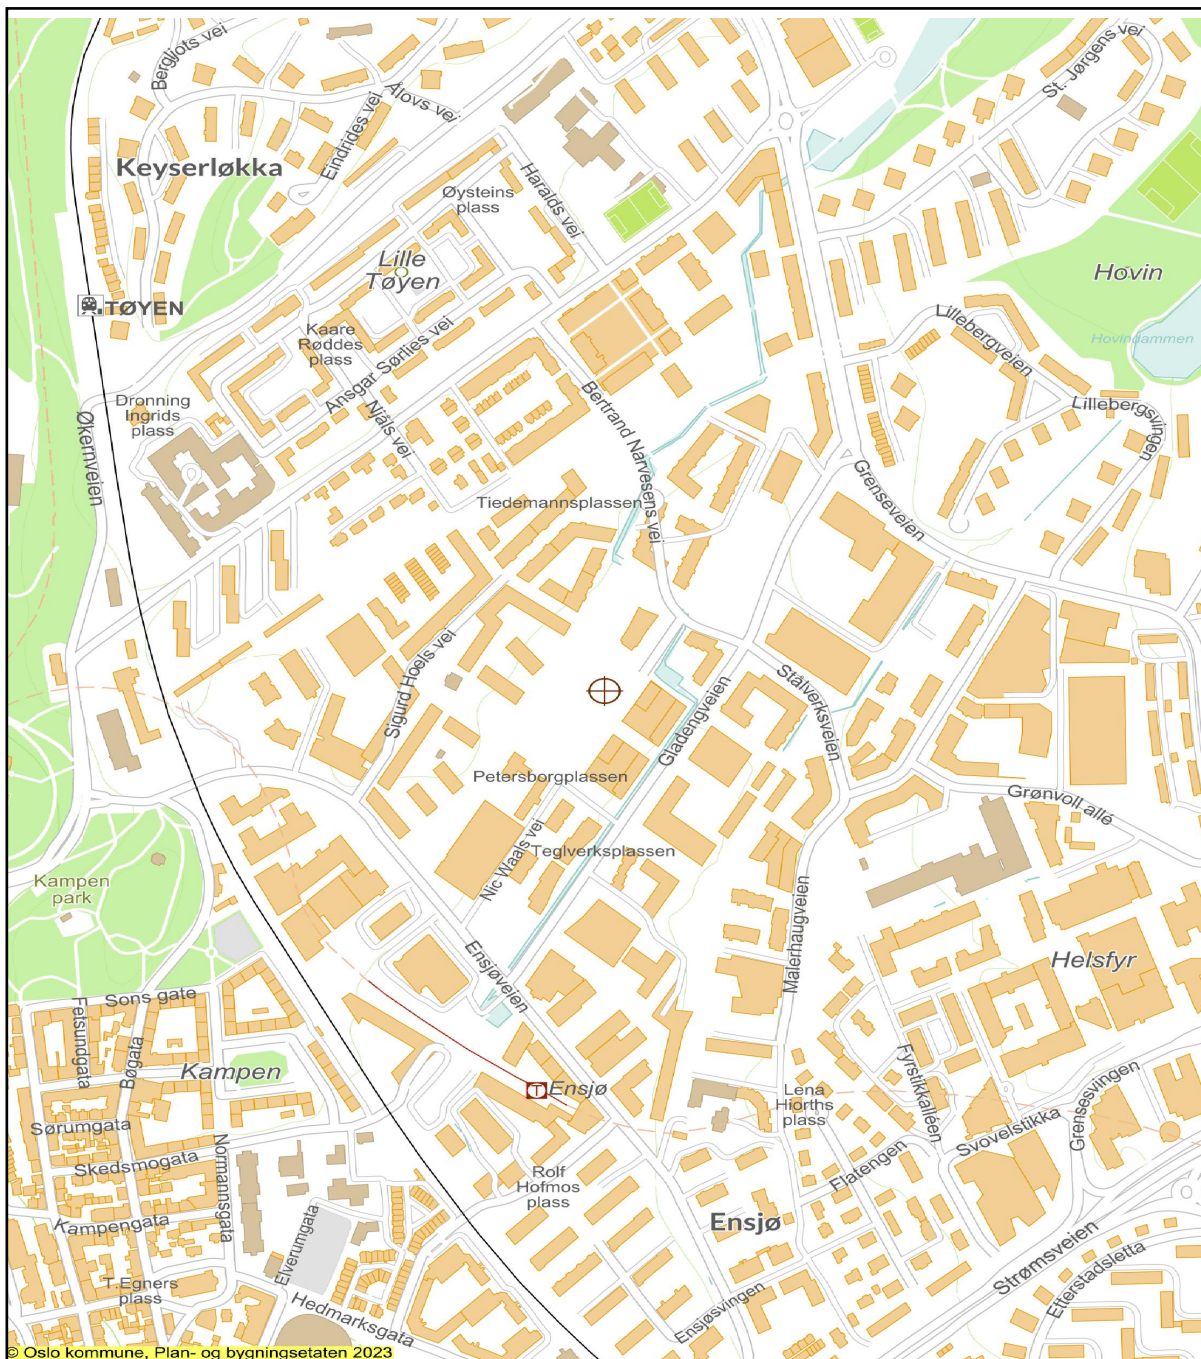 Bergljots vei
Ålovs vei
Eindrides vei
St. Jørgens vei
Keyserløkka
Øysteins
plass
Haralds vei
Lille
Tøyen
Hovin
TØYEN
Kaare
Røddes
plass
Ansgar Sørlies vei
Lillebergveien
Hovindammen
Dronning
Ingrids
plass
Njåls vei
Bertrand Narvesens vei
Lillebergsvingen
Økernveien
Tiedemannsplassen
Grenseveien
Sigurd Hoels vei
Gladengveien
Stålverksveien
Petersborgplassen
Grønvoll allé
Nic Waals vei
Teglverksplassen
Kampen
park
Malerhaugveien
Ensjøveien
Helsfyr
Sons gate
Felsundgata
Bøgata
Kampen
T
Ensjø
Lena
Hiorths
plass
Fyrstikkalléen
Grensesvingen
Svovelstikka
Sørumgata
Skedsmogata
Normannsgata
Rolf
Hofmos
plass
Flatengen
Kampengata
Ensjø
Elverumgata
Strømsveien
Etterstadsletta
T.Egners
plass
Hedmarksgata
Ensjøsvingen
© Oslo kommune, Plan- og bygningsetaten 2023